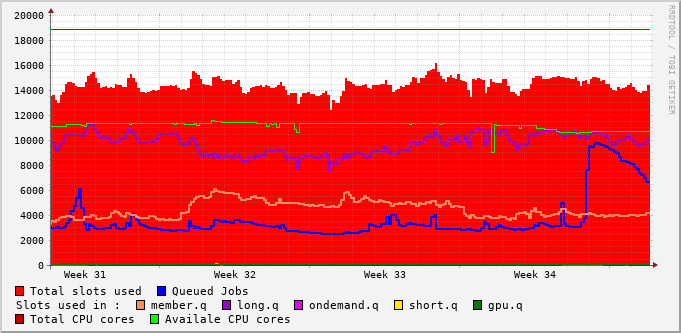 20000
18000
16000
14000
12000
10000
8000
6000
4000
2000
0
Week 31 Week 32 Week 33 Week 34
Total slots used Queued Jobs
Slots used in : member.q long.q ondemand.q short.q gpu.q
Total CPU cores Availale CPU cores
RRDTOOL / TOBI OETIKER